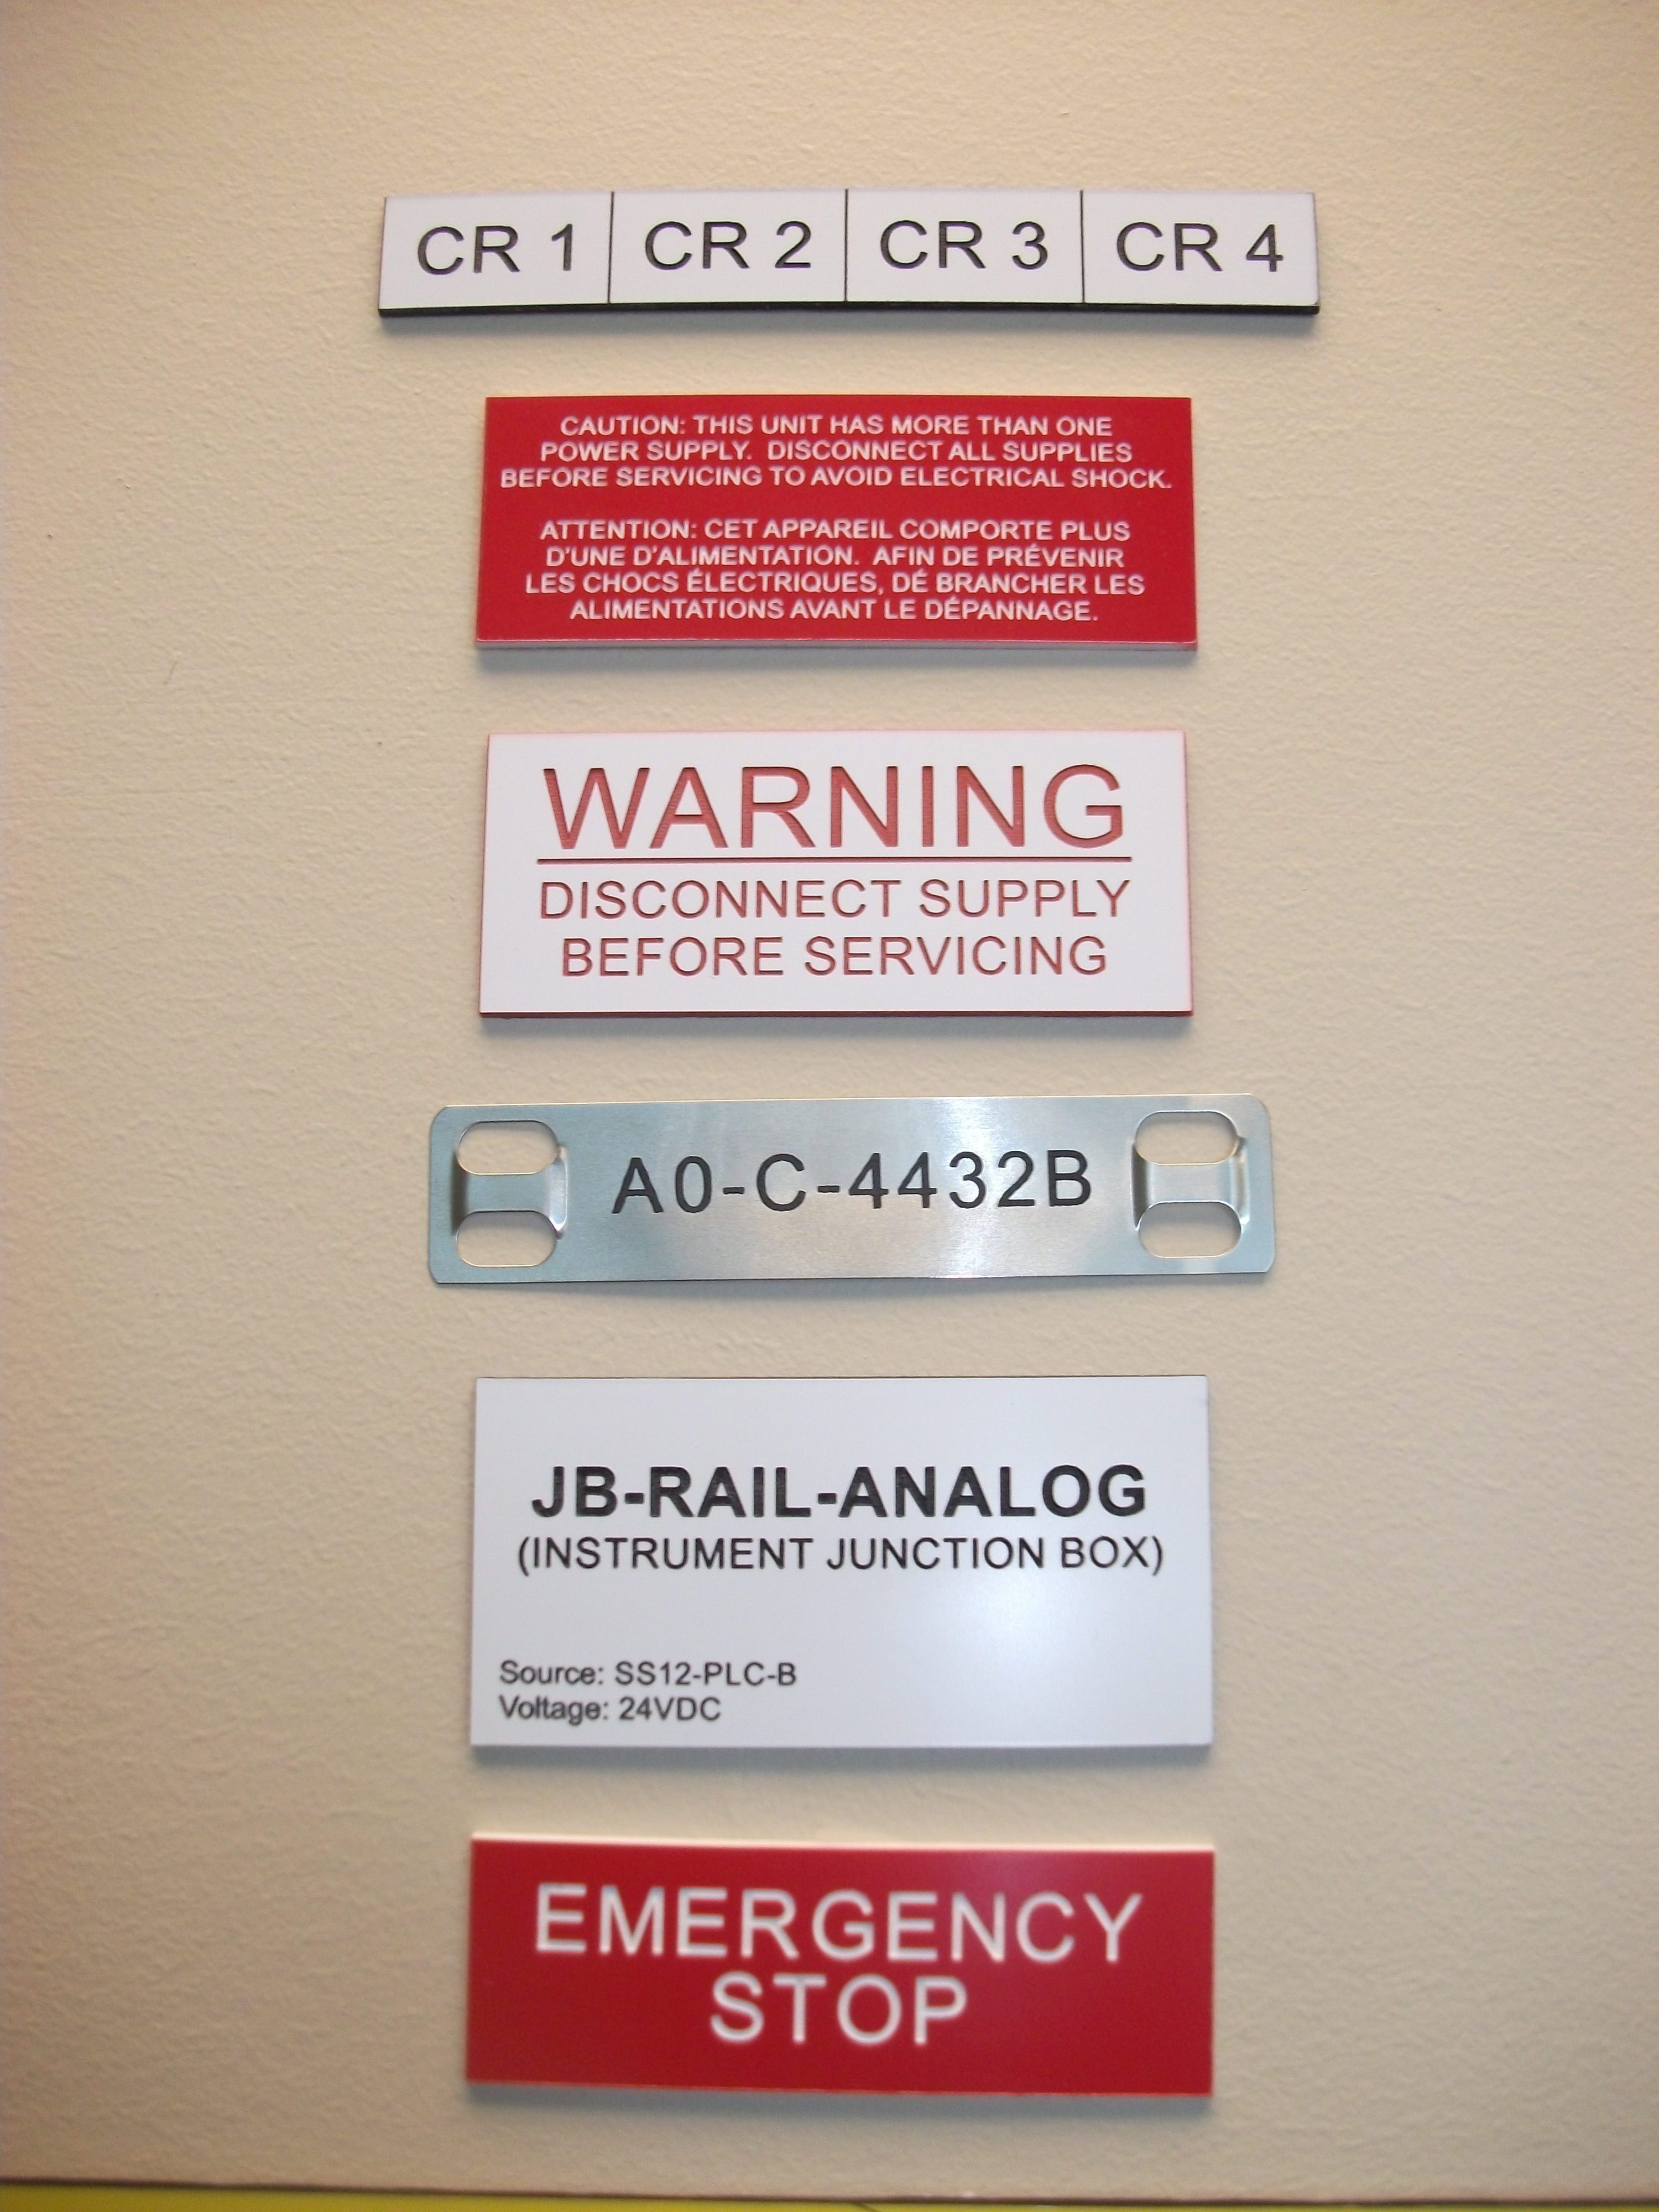 CR 1 CR 2 CR 3 CR 4
CAUTION: THIS UNIT HAS MORE THAN ONE
POWER SUPPLY. DISCONNECT ALL SUPPLIES
BEFORE SERVICING TO AVOID ELECTRICAL SHOCK.
ATTENTION: CET APPAREIL COMPORTE PLUS
D'UNE D'ALIMENTATION. AFIN DE PRÉVENIR
LES CHOCS ÉLECTRIQUES, DÉ BRANCHER LES
ALIMENTATIONS AVANT LE DÉPANNAGE.
WARNING
DISCONNECT SUPPLY
BEFORE SERVICING
A0-C-4432B
JB-RAIL-ANALOG
(INSTRUMENT JUNCTION BOX)
Source: SS12-PLC-B
Voltage: 24VDC
EMERGENCY
STOP